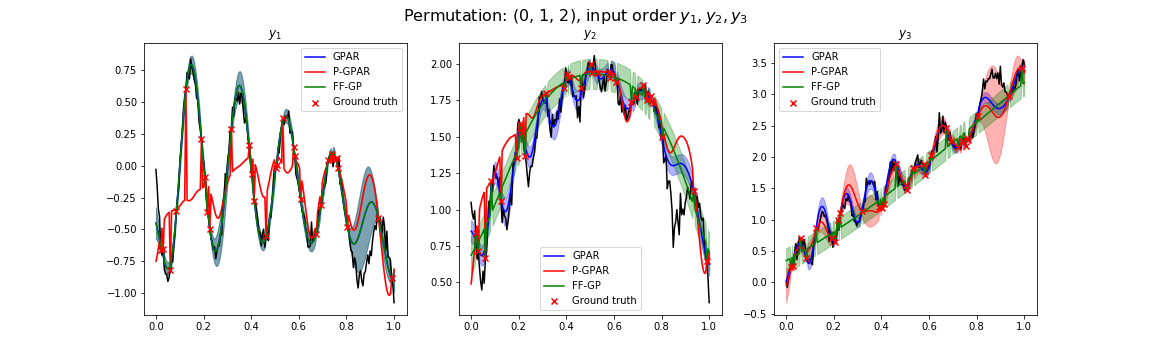 Permutation: (0, 1, 2), input order y₁, y₂, y₃
y₁
GPAR
P-GPAR
FF-GP
Ground truth
0.75
0.50
0.25
0.00
−0.25
−0.50
−0.75
−1.00
0.0 0.2 0.4 0.6 0.8 1.0
y₂
2.00
1.75
1.50
1.25
1.00
0.75
0.50
GPAR
P-GPAR
FF-GP
Ground truth
0.0 0.2 0.4 0.6 0.8 1.0
y₃
GPAR
P-GPAR
FF-GP
Ground truth
3.5
3.0
2.5
2.0
1.5
1.0
0.5
0.0
−0.5
0.0 0.2 0.4 0.6 0.8 1.0